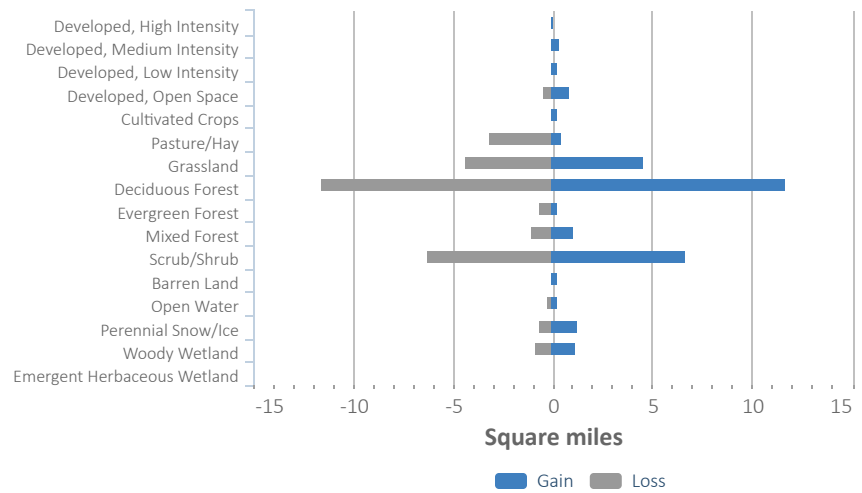 Developed, High Intensity
Developed, Medium Intensity
Developed, Low Intensity
Developed, Open Space
Cultivated Crops
Pasture/Hay
Grassland
Deciduous Forest
Evergreen Forest
Mixed Forest
Scrub/Shrub
Barren Land
Open Water
Perennial Snow/Ice
Woody Wetland
Emergent Herbaceous Wetland
-15 -10 -5 0 5 10 15
Square miles
Gain Loss